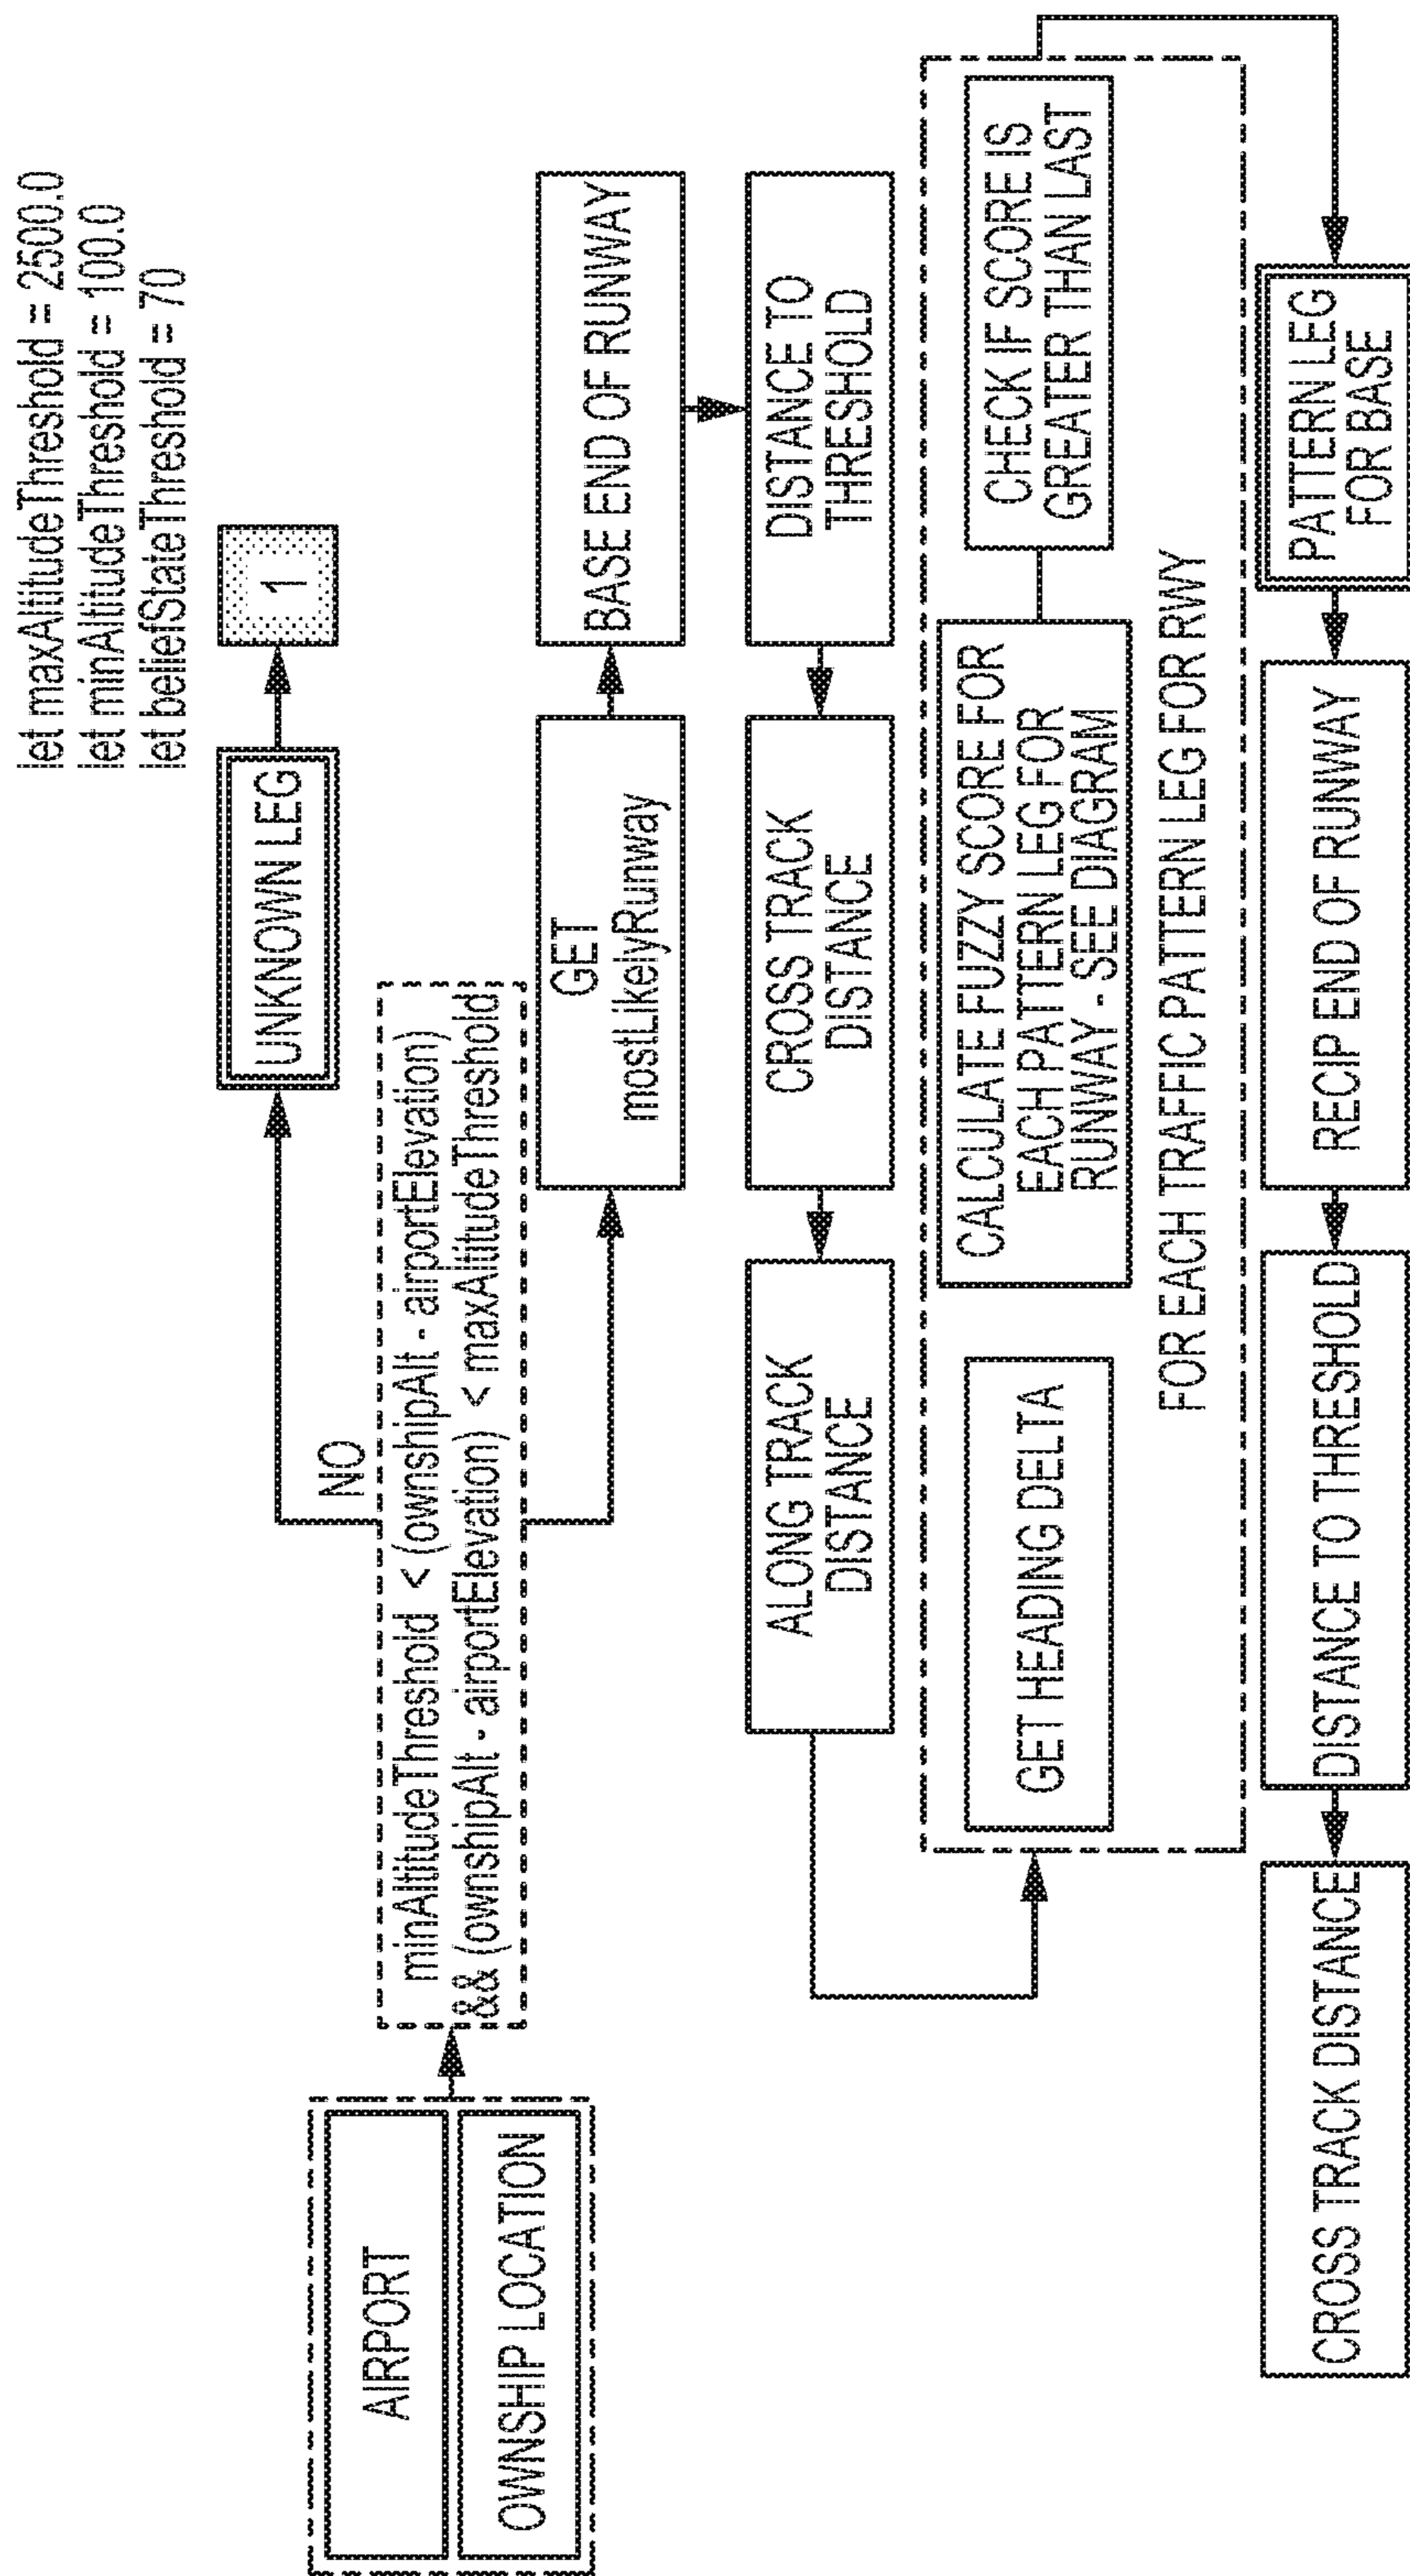 let maxAltitudeThreshold = 2500.0
let minAltitudeThreshold = 100.0
let beliefStateThreshold = 70
AIRPORT
OWNSHIP LOCATION
minAltitudeThreshold < (ownshipAlt - airportElevation)
&& (ownshipAlt - airportElevation) < maxAltitudeThreshold
NO
UNKNOWN LEG
1
GET
mostLikelyRunway
BASE END OF RUNWAY
DISTANCE TO
THRESHOLD
CROSS TRACK
DISTANCE
ALONG TRACK
DISTANCE
GET HEADING DELTA
CALCULATE FUZZY SCORE FOR
EACH PATTERN LEG FOR
RUNWAY - SEE DIAGRAM
CHECK IF SCORE IS
GREATER THAN LAST
FOR EACH TRAFFIC PATTERN LEG FOR RWY
PATTERN LEG
FOR BASE
RECIP END OF RUNWAY
DISTANCE TO THRESHOLD
CROSS TRACK DISTANCE